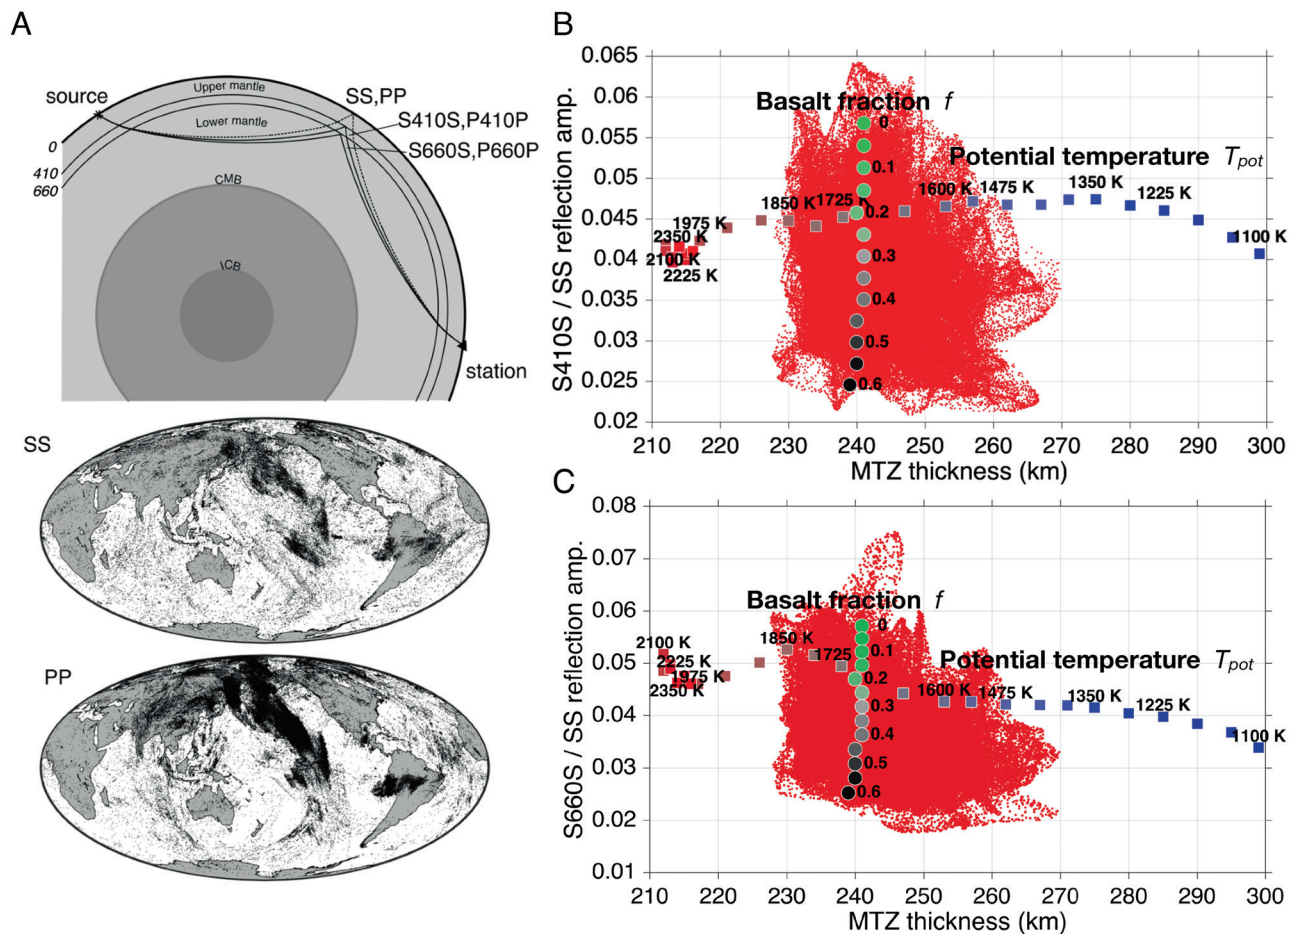 A
source
Upper mantle
SS,PP
Lower mantle
S410S,P410P
S660S,P660P
0
410
660
CMB
ICB
station
SS
PP
B
0.065
0.06
0.055
0.05
0.045
0.04
0.035
0.03
0.025
0.02
S410S / SS reflection amp.
Basalt fraction f
0
0.1
0.2
0.3
0.4
0.5
0.6
Potential temperature Tpot
2350 K
1975 K
2100 K
2225 K
1850 K
1725 K
1600 K
1475 K
1350 K
1225 K
1100 K
210 220 230 240 250 260 270 280 290 300
MTZ thickness (km)
C
0.08
0.07
0.06
0.05
0.04
0.03
0.02
0.01
S660S / SS reflection amp.
Basalt fraction f
0
0.1
0.2
0.3
0.4
0.5
0.6
Potential temperature Tpot
2100 K
2225 K
1975 K
2350 K
1850 K
1725
1600 K
1475 K
1350 K
1225 K
1100 K
210 220 230 240 250 260 270 280 290 300
MTZ thickness (km)